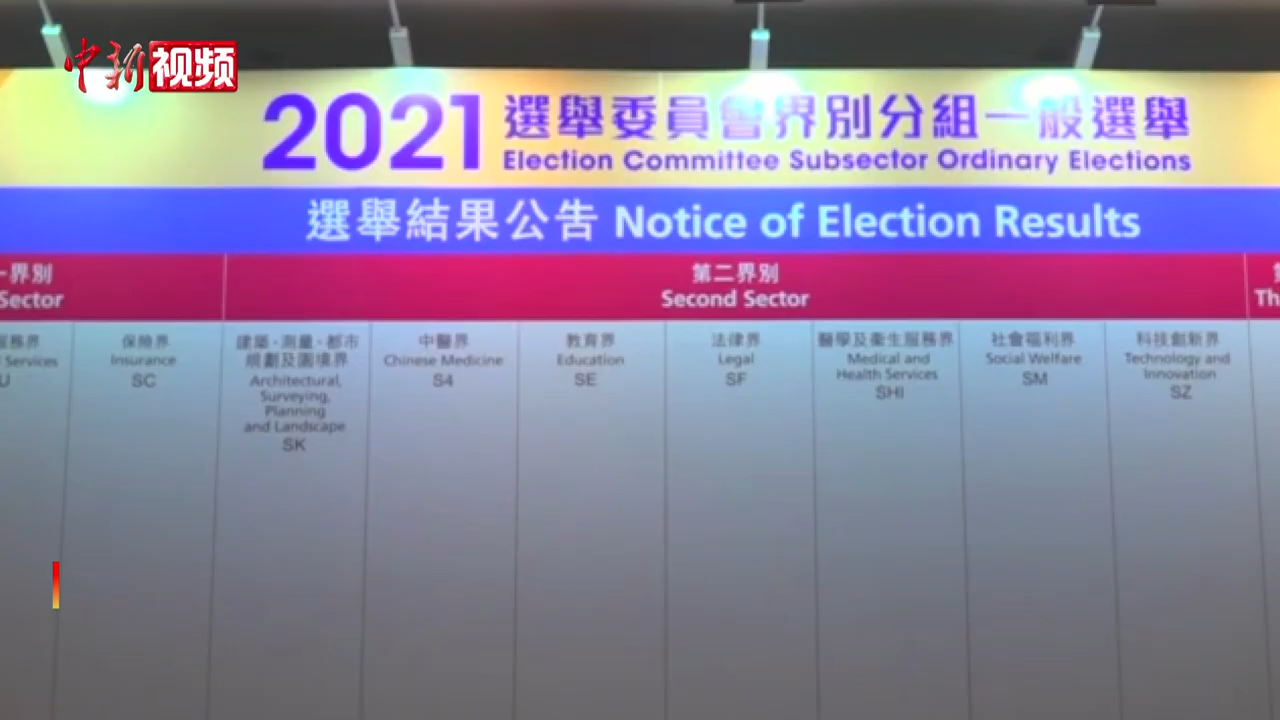 中新视频
2021 選舉委員會界別分組一般選舉
Election Committee Subsector Ordinary Elections
選舉結果公告 Notice of Election Results
界別
Sector
第二界別
Second Sector
服務界
Services
保險界
Insurance
SC
建築、測量、都市
規劃及園境界
Architectural,
Surveying,
Planning
and Landscape
SK
中醫界
Chinese Medicine
S4
教育界
Education
SE
法律界
Legal
SF
醫學及衞生服務界
Medical and
Health Services
SHI
社會福利界
Social Welfare
SM
科技創新界
Technology and
Innovation
SZ